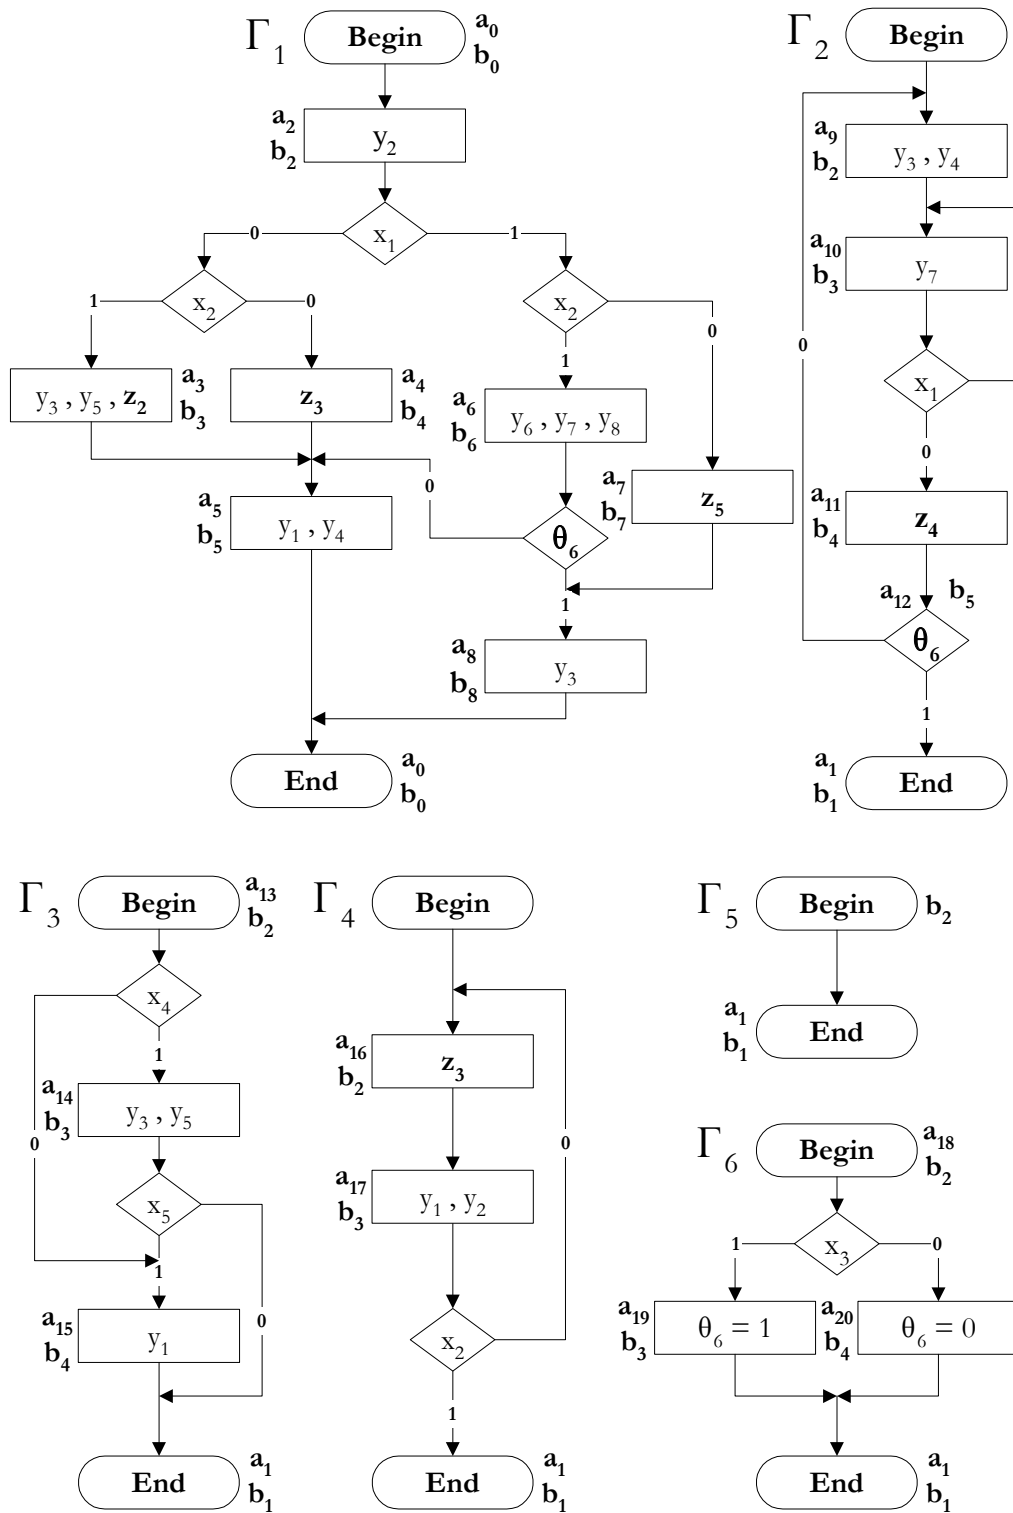 Γ₁ Begin a₀
b₀
a₂
b₂ y₂
0 x₁ 1
1 x₂ 0
y₃ , y₅ , z₂ a₃
b₃
z₃ a₄
b₄
x₂ 0
1
a₆
b₆ y₆ , y₇ , y₈
a₇
b₇ z₅
0 θ₆
1
a₅
b₅ y₁ , y₄
a₈
b₈ y₃
End a₀
b₀
Γ₂ Begin
a₉
b₂ y₃ , y₄
a₁₀
b₃ y₇
0
x₁
0
a₁₁
b₄ z₄
a₁₂ b₅
θ₆
1
a₁
b₁ End
Γ₃ Begin a₁₃
b₂
x₄
1
0
a₁₄
b₃ y₃ , y₅
x₅
1
0
a₁₅
b₄ y₁
End a₁
b₁
Γ₄ Begin
a₁₆
b₂ z₃
0
a₁₇
b₃ y₁ , y₂
x₂
1
End a₁
b₁
Γ₅ Begin b₂
a₁
b₁ End
Γ₆ Begin a₁₈
b₂
1 x₃ 0
a₁₉
b₃ θ₆ = 1
a₂₀
b₄ θ₆ = 0
End a₁
b₁